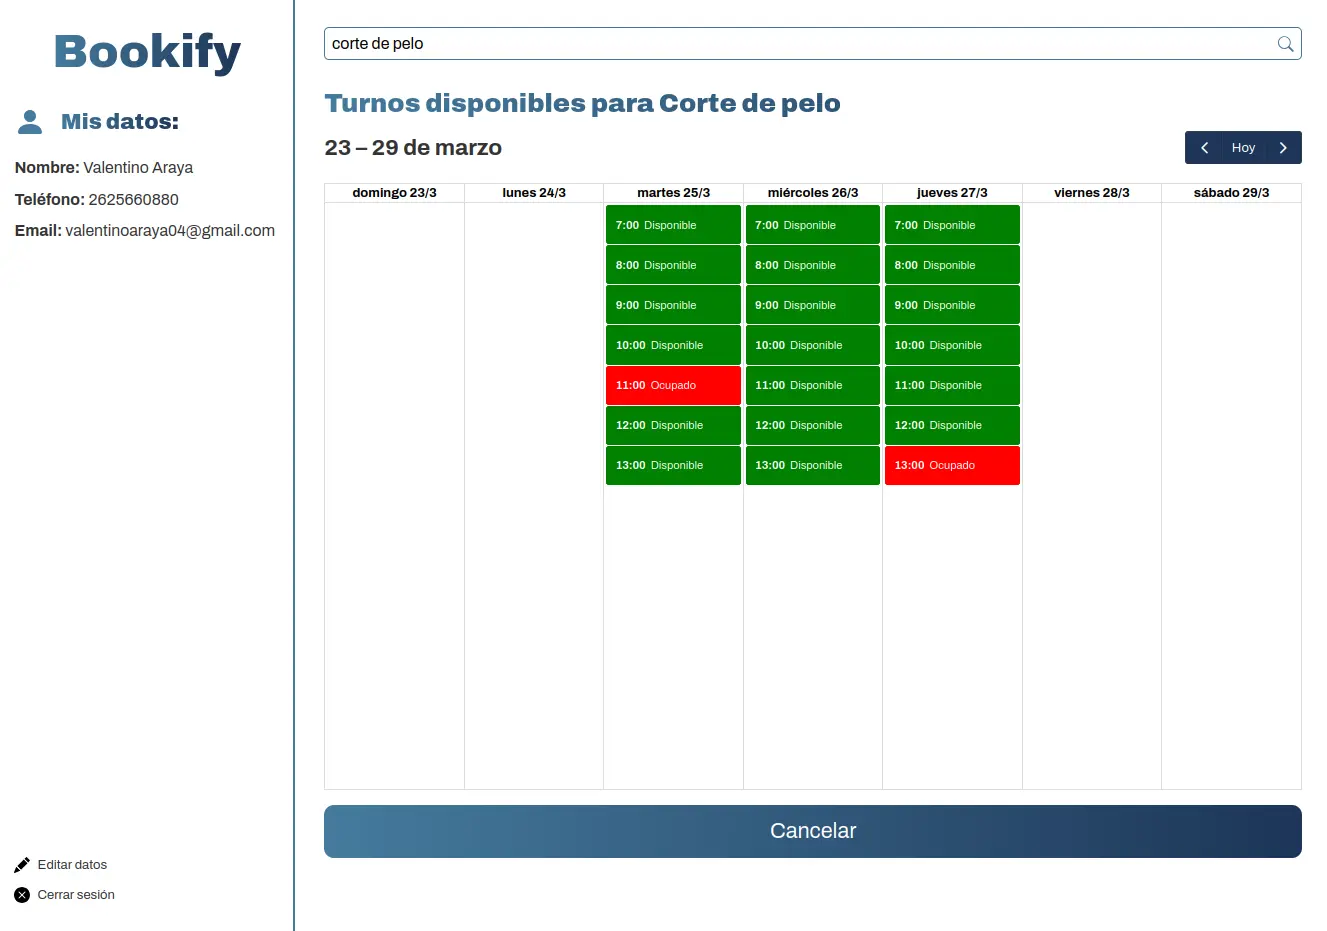 Bookify
Mis datos:
Nombre: Valentino Araya
Teléfono: 2625660880
Email: valentinoaraya04@gmail.com
Editar datos
Cerrar sesión
corte de pelo
Turnos disponibles para Corte de pelo
23 – 29 de marzo
Hoy
domingo 23/3 lunes 24/3 martes 25/3 miércoles 26/3 jueves 27/3 viernes 28/3 sábado 29/3
7:00 Disponible 7:00 Disponible 7:00 Disponible
8:00 Disponible 8:00 Disponible 8:00 Disponible
9:00 Disponible 9:00 Disponible 9:00 Disponible
10:00 Disponible 10:00 Disponible 10:00 Disponible
11:00 Ocupado 11:00 Disponible 11:00 Disponible
12:00 Disponible 12:00 Disponible 12:00 Disponible
13:00 Disponible 13:00 Disponible 13:00 Ocupado
Cancelar